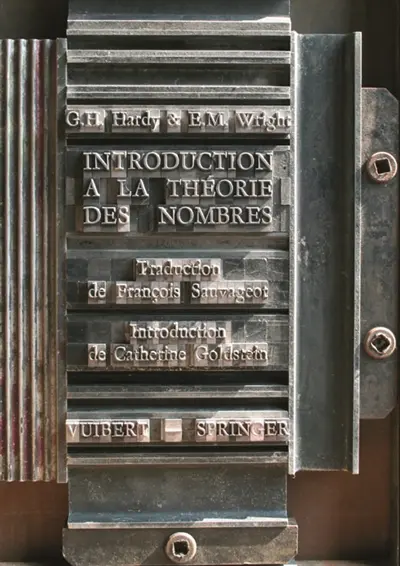 G.H. Hardy & E.M. Wright
INTRODUCTION
A LA THÉORIE
DES NOMBRES
Traduction
de François Sauvageot
Introduction
de Catherine Goldstein
VUIBERT SPRINGER